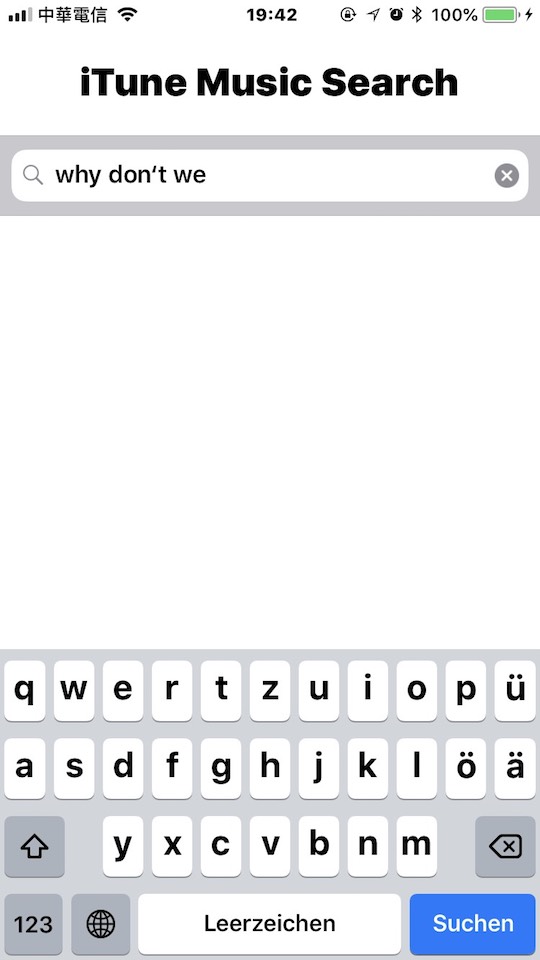 中華電信 19:42 100%
iTune Music Search
why don’t we
q w e r t z u i o p ü
a s d f g h j k l ö ä
y x c v b n m
123 Leerzeichen Suchen